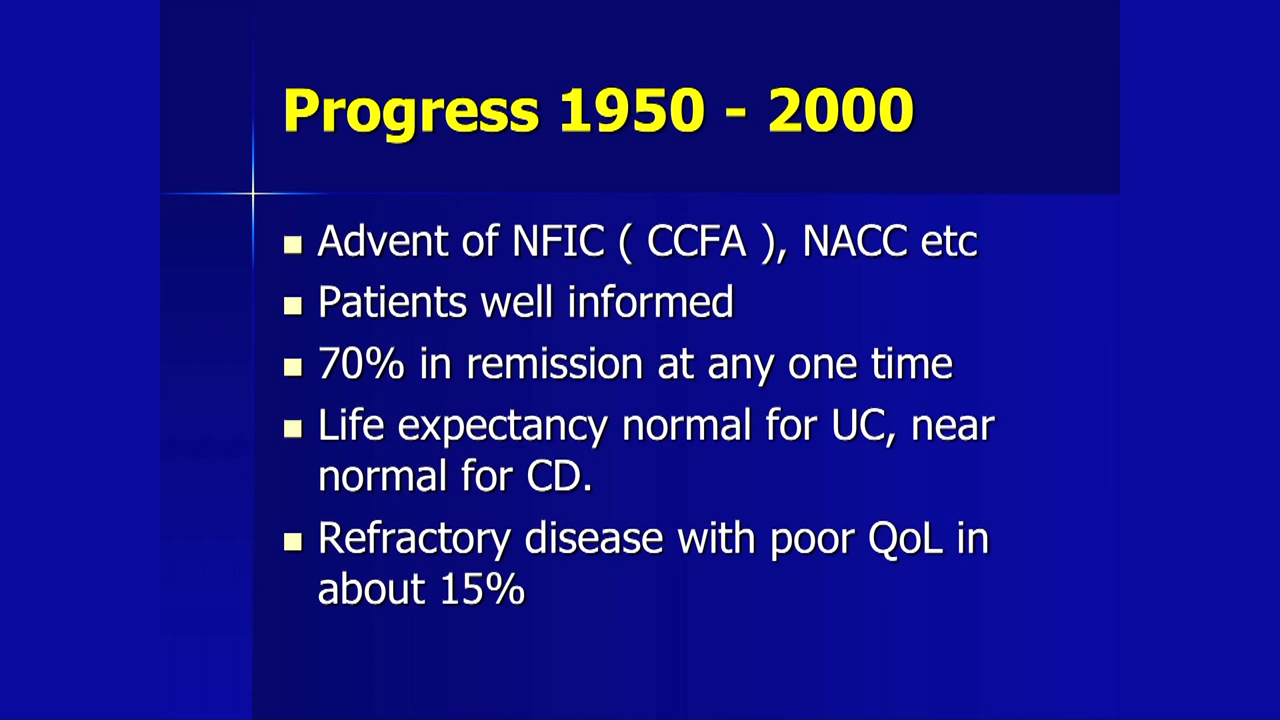 Progress 1950 - 2000
Advent of NFIC ( CCFA ), NACC etc
Patients well informed
70% in remission at any one time
Life expectancy normal for UC, near
normal for CD.
Refractory disease with poor QoL in
about 15%